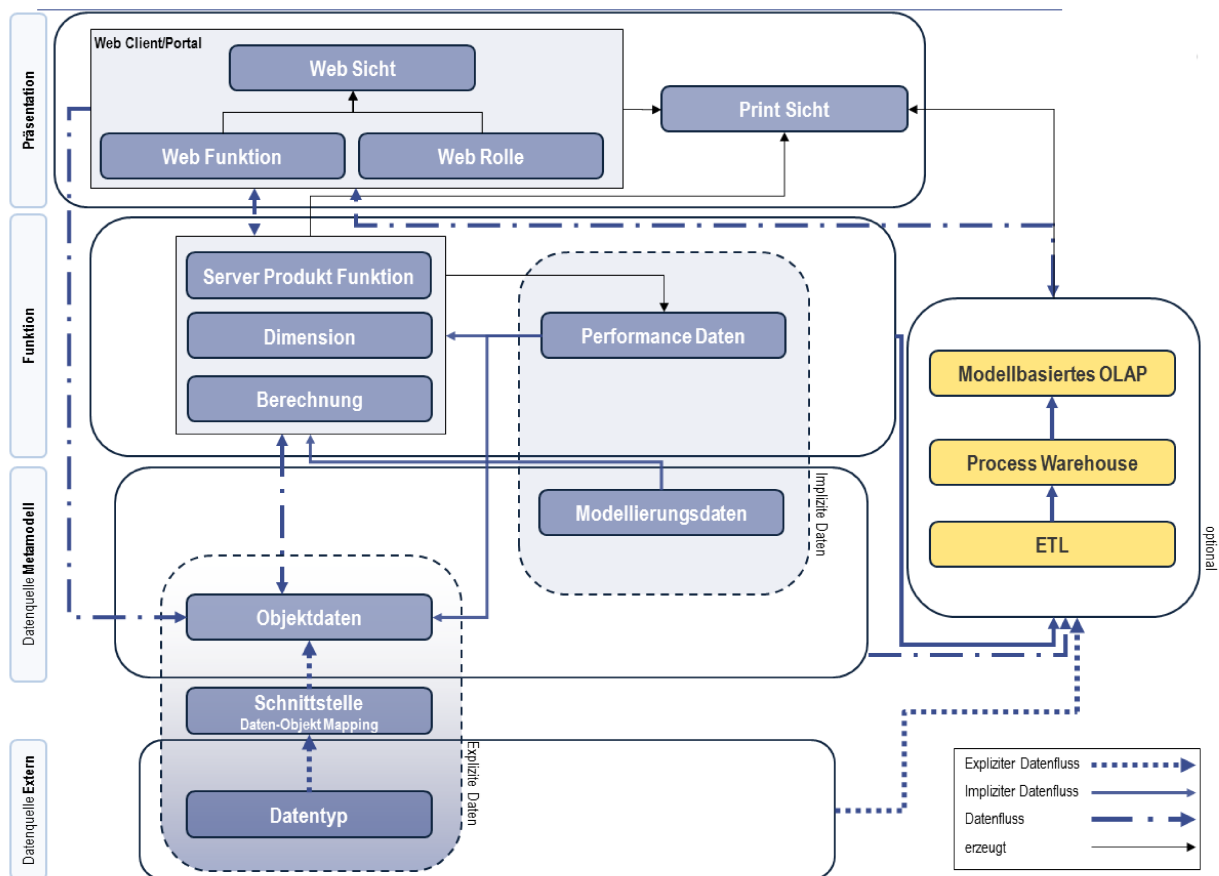 Präsentation
Web Client/Portal
Web Sicht
Web Funktion
Web Rolle
Print Sicht
Funktion
Server Produkt Funktion
Dimension
Berechnung
Performance Daten
Implizite Daten
Modellbasiertes OLAP
Process Warehouse
ETL
optional
Datenquelle Metamodell
Modellierungsdaten
Objektdaten
Schnittstelle
Daten-Objekt Mapping
Explizite Daten
Datenquelle Extern
Datentyp
Expliziter Datenfluss
Impliziter Datenfluss
Datenfluss
erzeugt